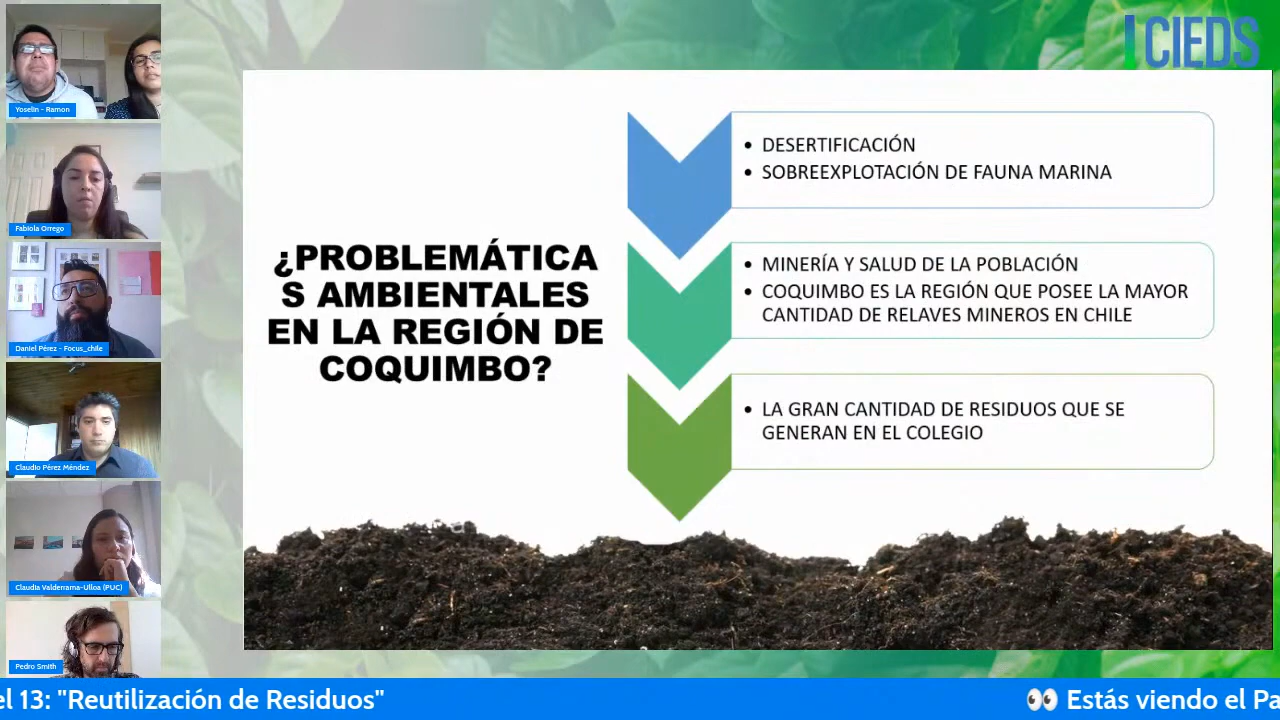 CIEDS
Yoselin - Ramon
Fabiola Orrego
Daniel Pérez - Focus_chile
Claudio Pérez Méndez
Claudia Valderrama-Ulloa (PUC)
Pedro Smith
¿PROBLEMÁTICA
S AMBIENTALES
EN LA REGIÓN DE
COQUIMBO?
• DESERTIFICACIÓN
• SOBREEXPLOTACIÓN DE FAUNA MARINA
• MINERÍA Y SALUD DE LA POBLACIÓN
• COQUIMBO ES LA REGIÓN QUE POSEE LA MAYOR
CANTIDAD DE RELAVES MINEROS EN CHILE
• LA GRAN CANTIDAD DE RESIDUOS QUE SE
GENERAN EN EL COLEGIO
el 13: "Reutilización de Residuos"
👀 Estás viendo el Pa